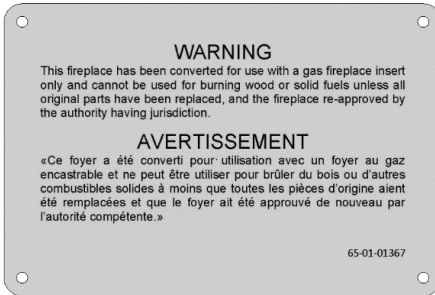 WARNING
This fireplace has been converted for use with a gas fireplace insert
only and cannot be used for burning wood or solid fuels unless all
original parts have been replaced, and the fireplace re-approved by
the authority having jurisdiction.
AVERTISSEMENT
«Ce foyer a été converti pour utilisation avec un foyer au gaz
encastrable et ne peut être utiliser pour brûler du bois ou d'autres
combustibles solides à moins que toutes les pièces d'origine aient
été remplacées et que le foyer ait été approuvé de nouveau par
l'autorité compétente.»
65-01-01367